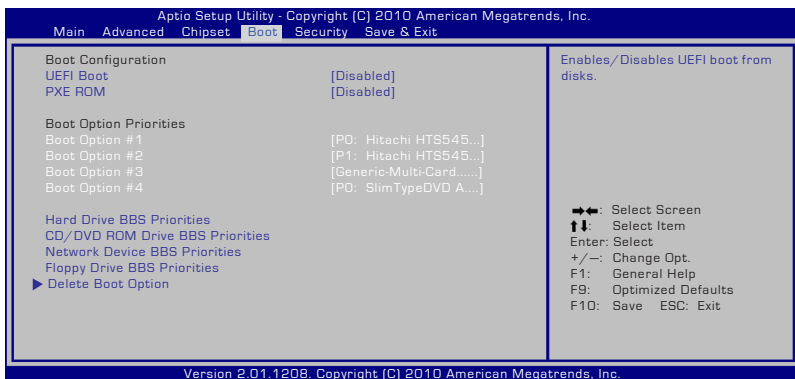 Aptio Setup Utility - Copyright (C) 2010 American Megatrends, Inc.
Main Advanced Chipset Boot Security Save & Exit
Boot Configuration
UEFI Boot [Disabled]
PXE ROM [Disabled]
Boot Option Priorities
Boot Option #1 [P0: Hitachi HTS545...]
Boot Option #2 [P1: Hitachi HTS545...]
Boot Option #3 [Generic-Multi-Card......]
Boot Option #4 [P0: SlimTypeDVD A....]
Hard Drive BBS Priorities
CD/DVD ROM Drive BBS Priorities
Network Device BBS Priorities
Floppy Drive BBS Priorities
▶ Delete Boot Option
Enables/Disables UEFI boot from
disks.
➡⬅: Select Screen
⬆⬇: Select Item
Enter: Select
+/–: Change Opt.
F1: General Help
F9: Optimized Defaults
F10: Save ESC: Exit
Version 2.01.1208. Copyright (C) 2010 American Megatrends, Inc.